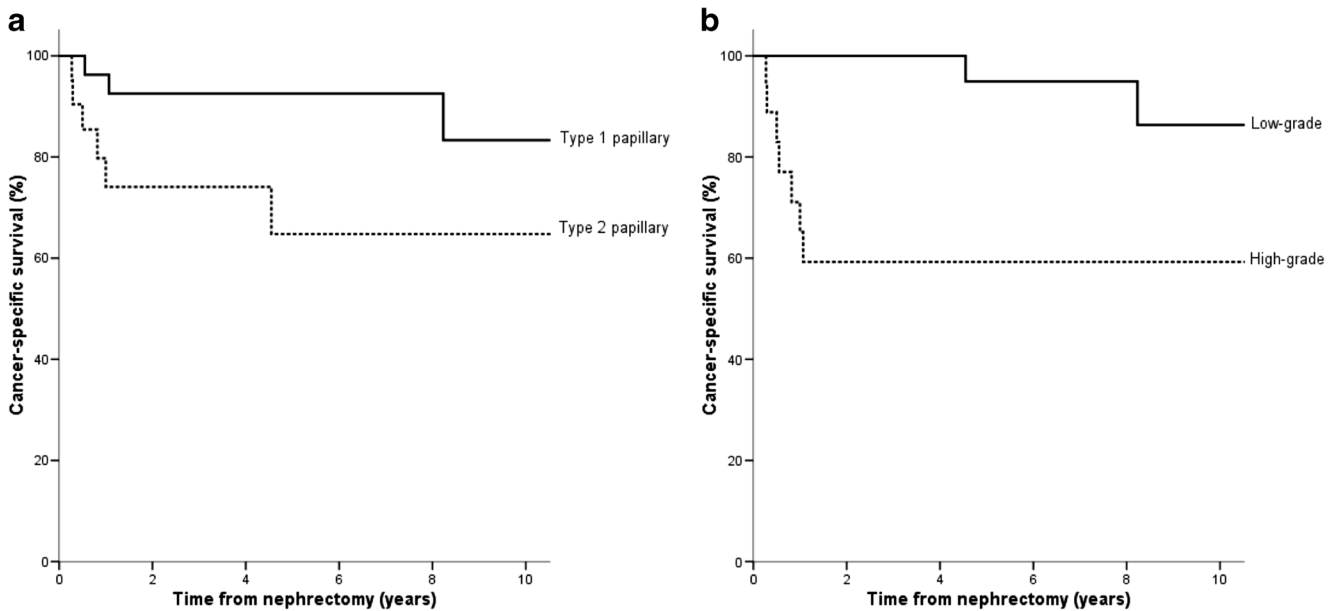 a
Cancer-specific survival (%)
100
80
60
40
20
0
0 2 4 6 8 10
Time from nephrectomy (years)
Type 1 papillary
Type 2 papillary
b
Cancer-specific survival (%)
100
80
60
40
20
0
0 2 4 6 8 10
Time from nephrectomy (years)
Low-grade
High-grade